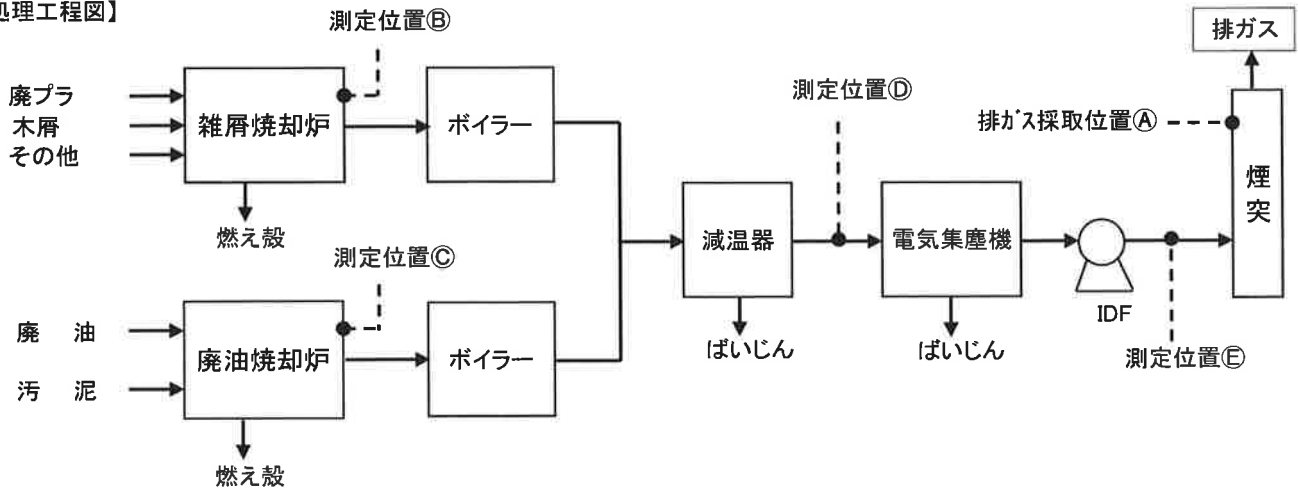 処理工程図】
測定位置Ⓑ
廃プラ
木屑
その他
雑屑焼却炉
ボイラー
燃え殻
測定位置Ⓒ
廃　油
汚　泥
廃油焼却炉
ボイラー
燃え殻
減温器
ばいじん
測定位置Ⓓ
電気集塵機
ばいじん
IDF
測定位置Ⓔ
排ガス採取位置Ⓐ
煙突
排ガス